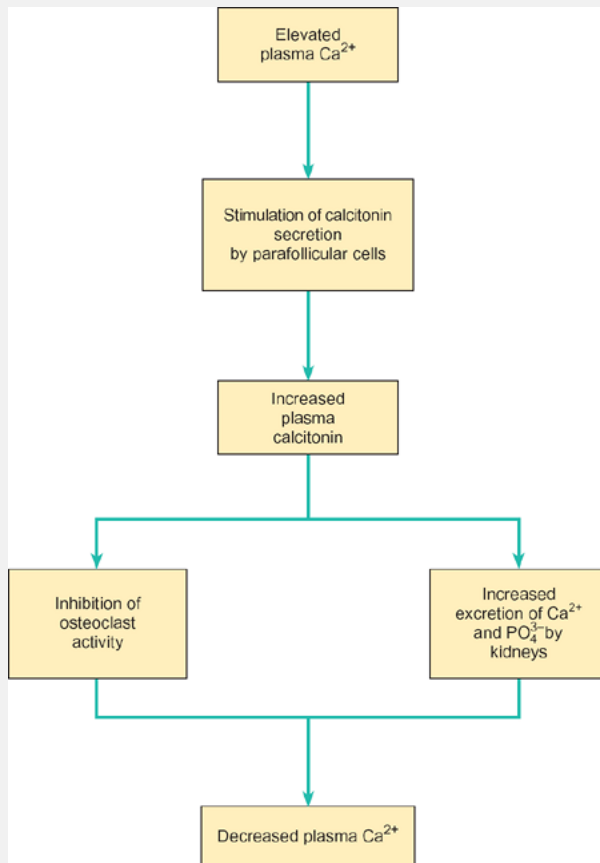 Elevated
plasma Ca²⁺
Stimulation of calcitonin
secretion
by parafollicular cells
Increased
plasma
calcitonin
Inhibition of
osteoclast
activity
Increased
excretion of Ca²⁺
and PO₄³⁻ by
kidneys
Decreased plasma Ca²⁺